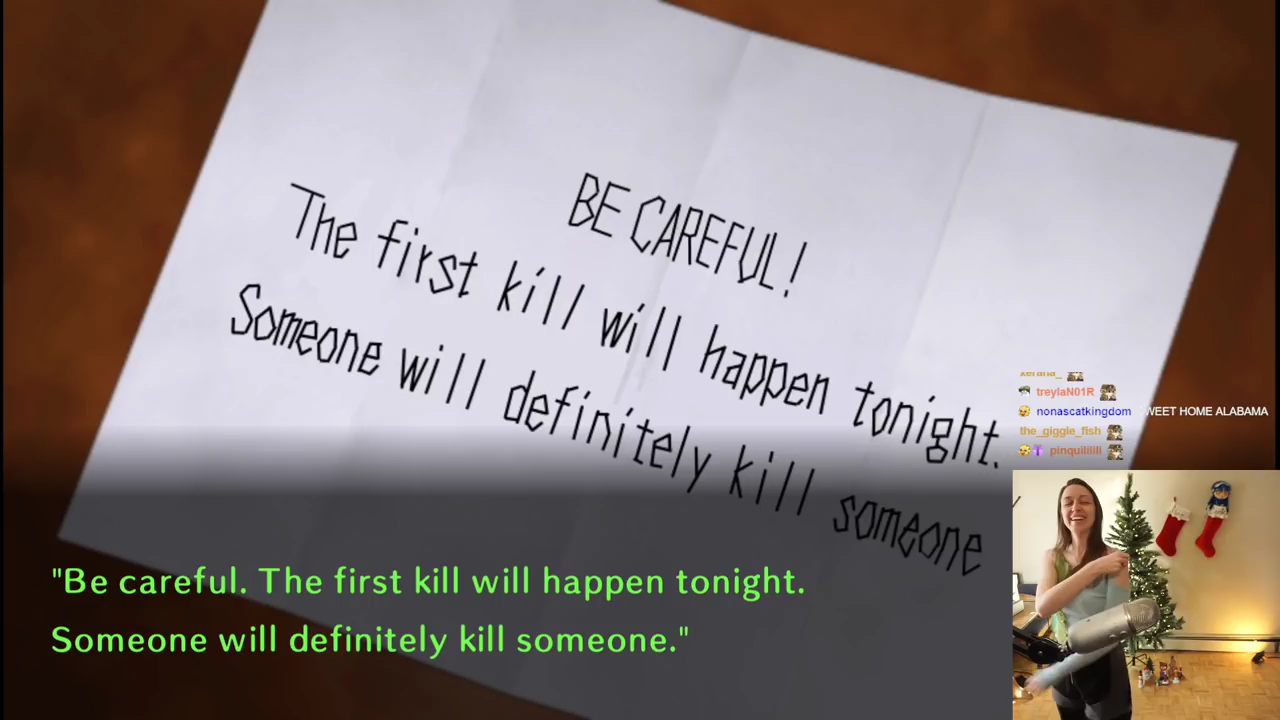 BE CAREFUL!
The first kill will happen tonight.
Someone will definitely kill someone
treylaN01R
nonascatkingdom WEET HOME ALABAMA
the_giggle_fish
pinquilililí
"Be careful. The first kill will happen tonight.
Someone will definitely kill someone."